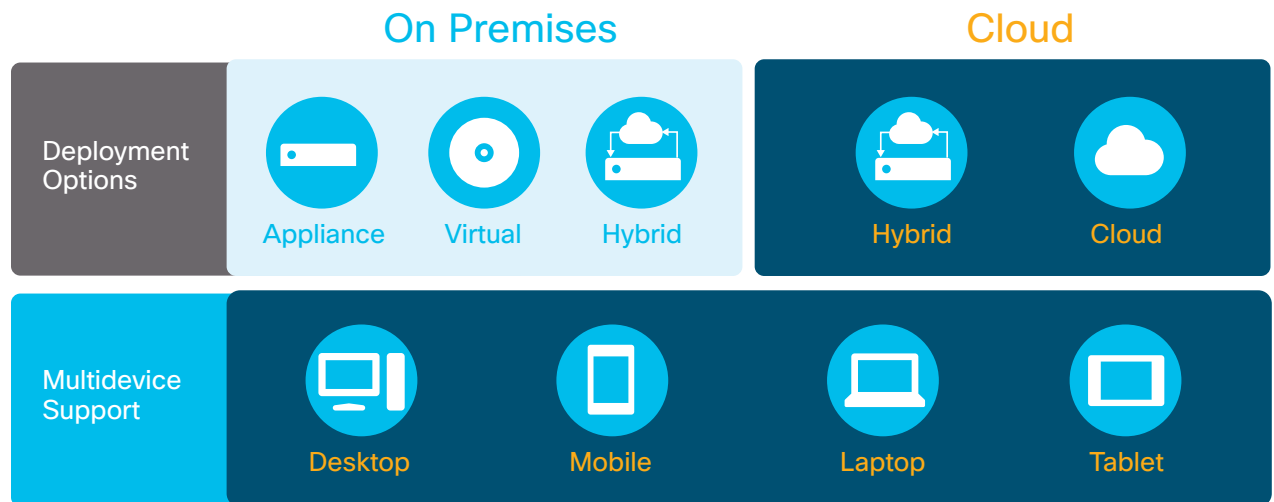 On Premises
Cloud
Deployment
Options
Appliance
Virtual
Hybrid
Hybrid
Cloud
Multidevice
Support
Desktop
Mobile
Laptop
Tablet